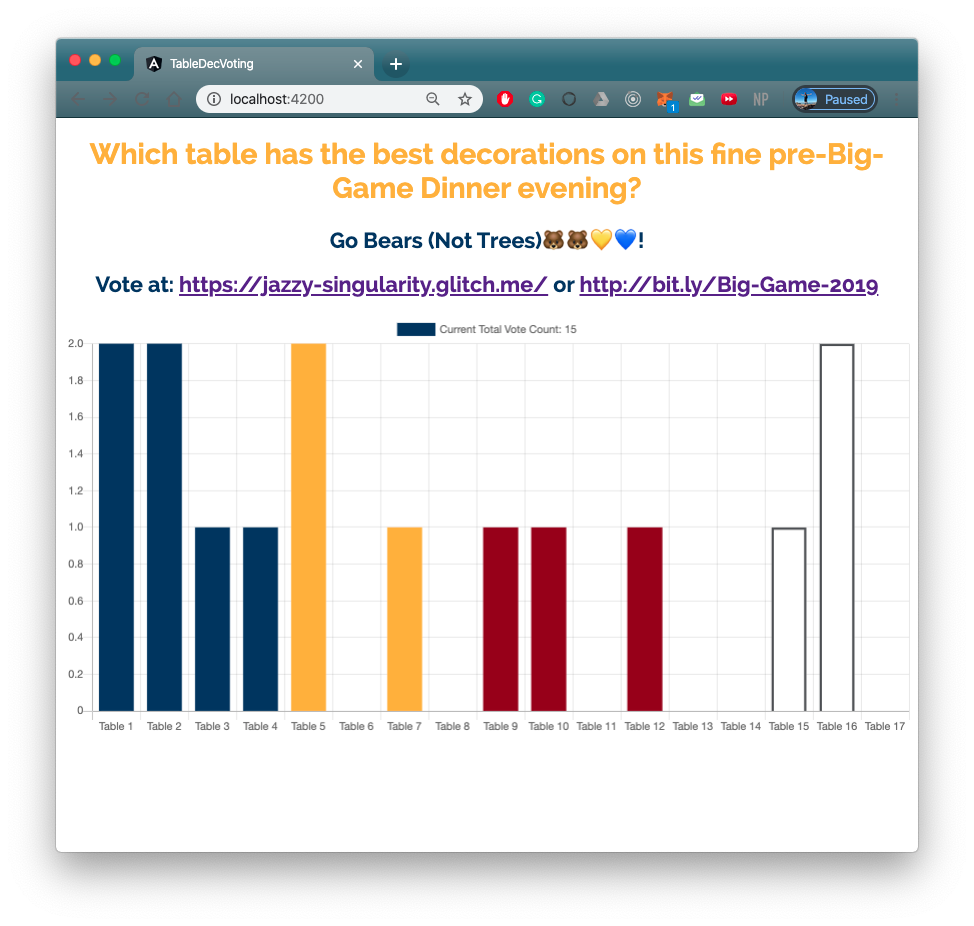 TableDecVoting
localhost:4200
1
NP
Paused
Which table has the best decorations on this fine pre-Big-
Game Dinner evening?
Go Bears (Not Trees)🐻🐻💛💙!
Vote at: https://jazzy-singularity.glitch.me/ or http://bit.ly/Big-Game-2019
Current Total Vote Count: 15
2.0
1.8
1.6
1.4
1.2
1.0
0.8
0.6
0.4
0.2
0
Table 1 Table 2 Table 3 Table 4 Table 5 Table 6 Table 7 Table 8 Table 9 Table 10 Table 11 Table 12 Table 13 Table 14 Table 15 Table 16 Table 17